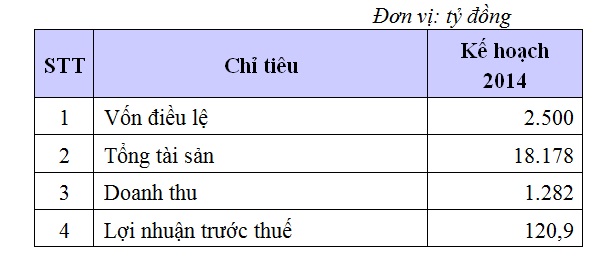 Đơn vị: tỷ đồng
STT Chỉ tiêu Kế hoạch
2014
1 Vốn điều lệ 2.500
2 Tổng tài sản 18.178
3 Doanh thu 1.282
4 Lợi nhuận trước thuế 120,9